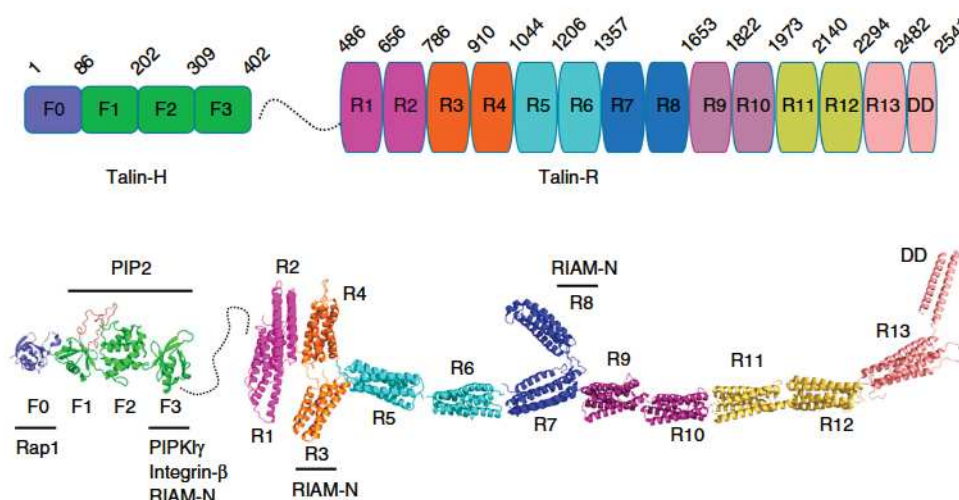 1 86 202 309 402 486 656 786 910 1044 1206 1357 1653 1822 1973 2140 2294 2482 2541
F0 F1 F2 F3 R1 R2 R3 R4 R5 R6 R7 R8 R9 R10 R11 R12 R13 DD
Talin-H Talin-R
PIP2
R2
R4
RIAM-N
R8
DD
R13
R6
R9
R11
F0 F1 F2 F3
R1
R3
R5
R7
R10
R12
Rap1
PIPKIγ
Integrin-β
RIAM-N
RIAM-N